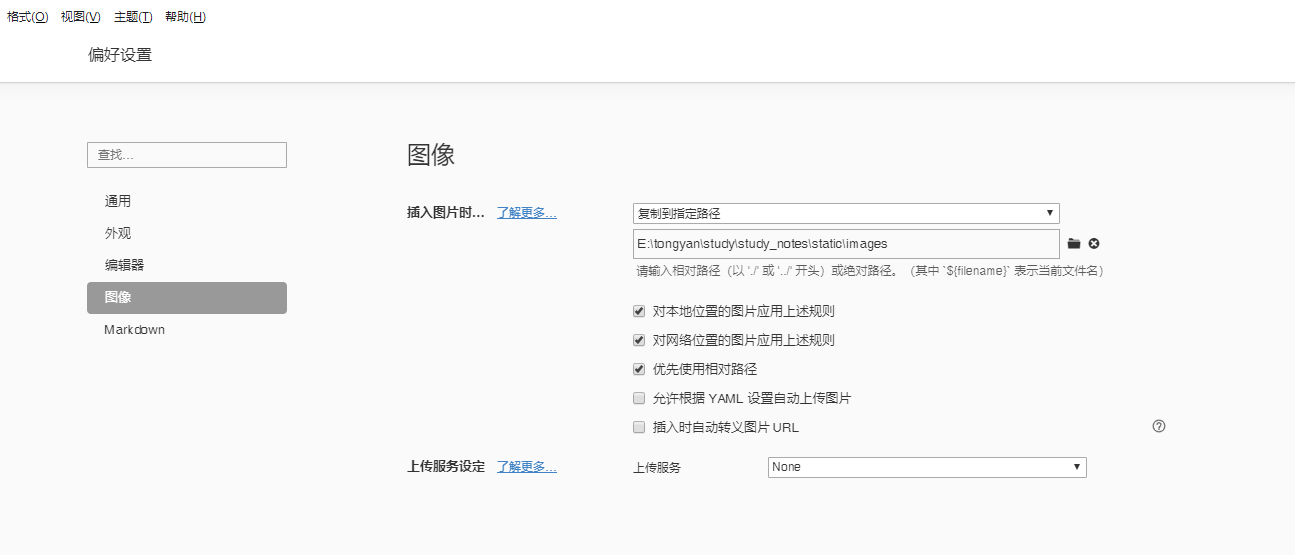 格式(O) 视图(V) 主题(T) 帮助(H)
偏好设置
查找...
通用
外观
编辑器
图像
Markdown
图像
插入图片时... 了解更多... 复制到指定路径
E:\tongyan\study\study_notes\static\images
请输入相对路径（以 './' 或 '../' 开头）或绝对路径。（其中 `${filename}` 表示当前文件名）
对本地位置的图片应用上述规则
对网络位置的图片应用上述规则
优先使用相对路径
允许根据 YAML 设置自动上传图片
插入时自动转义图片 URL
上传服务设定 了解更多... 上传服务 None